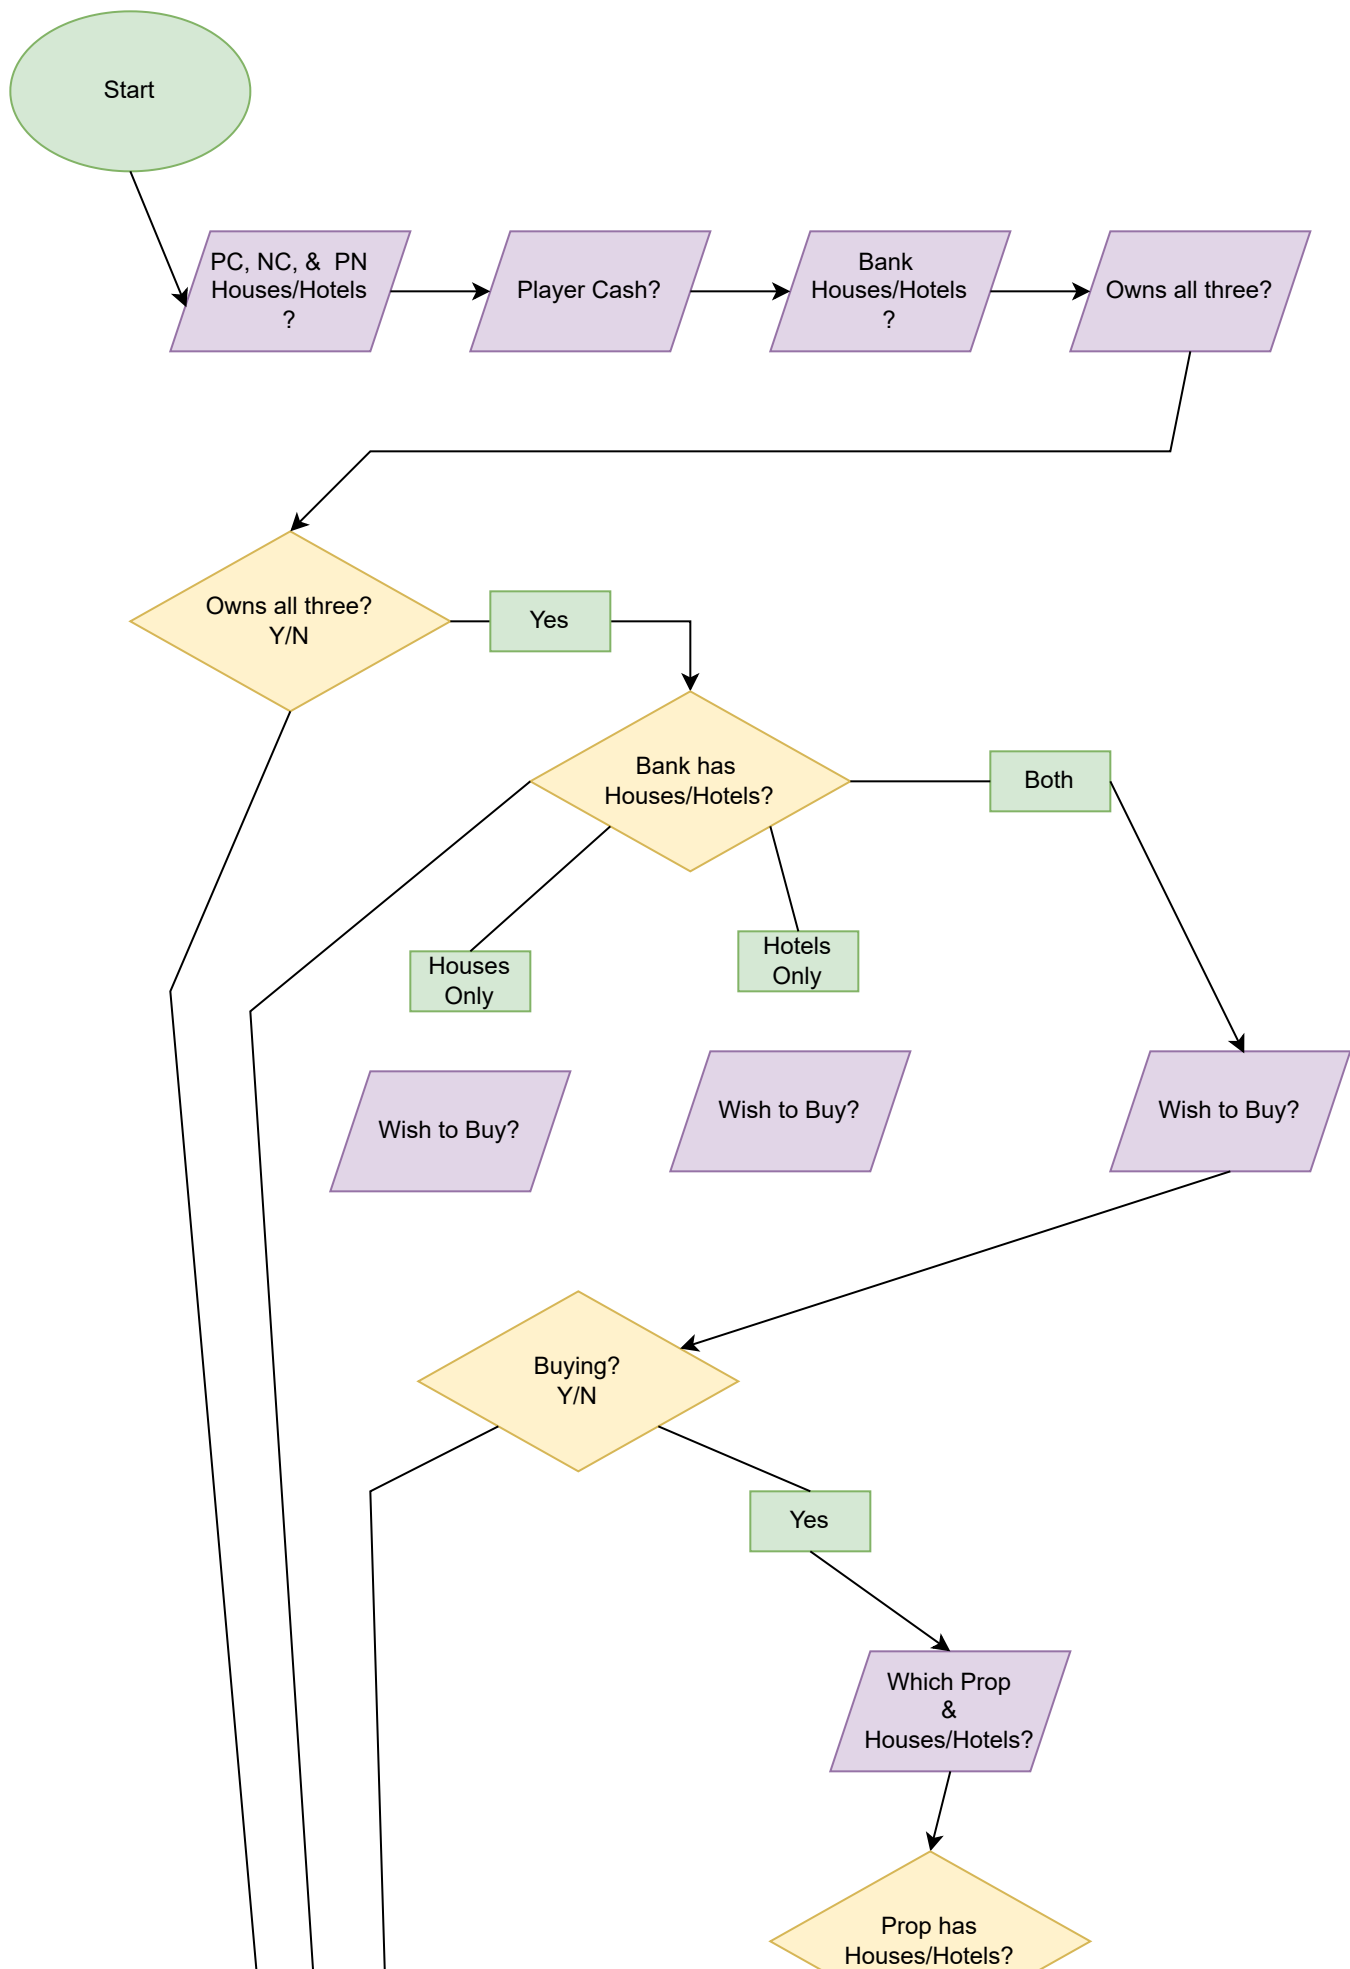 Start
PC, NC, & PN
Houses/Hotels
?
Player Cash?
Bank
Houses/Hotels
?
Owns all three?
Owns all three?
Y/N
Yes
Bank has
Houses/Hotels?
Both
Houses
Only
Hotels
Only
Wish to Buy?
Wish to Buy?
Wish to Buy?
Buying?
Y/N
Yes
Which Prop
&
Houses/Hotels?
Prop has
Houses/Hotels?